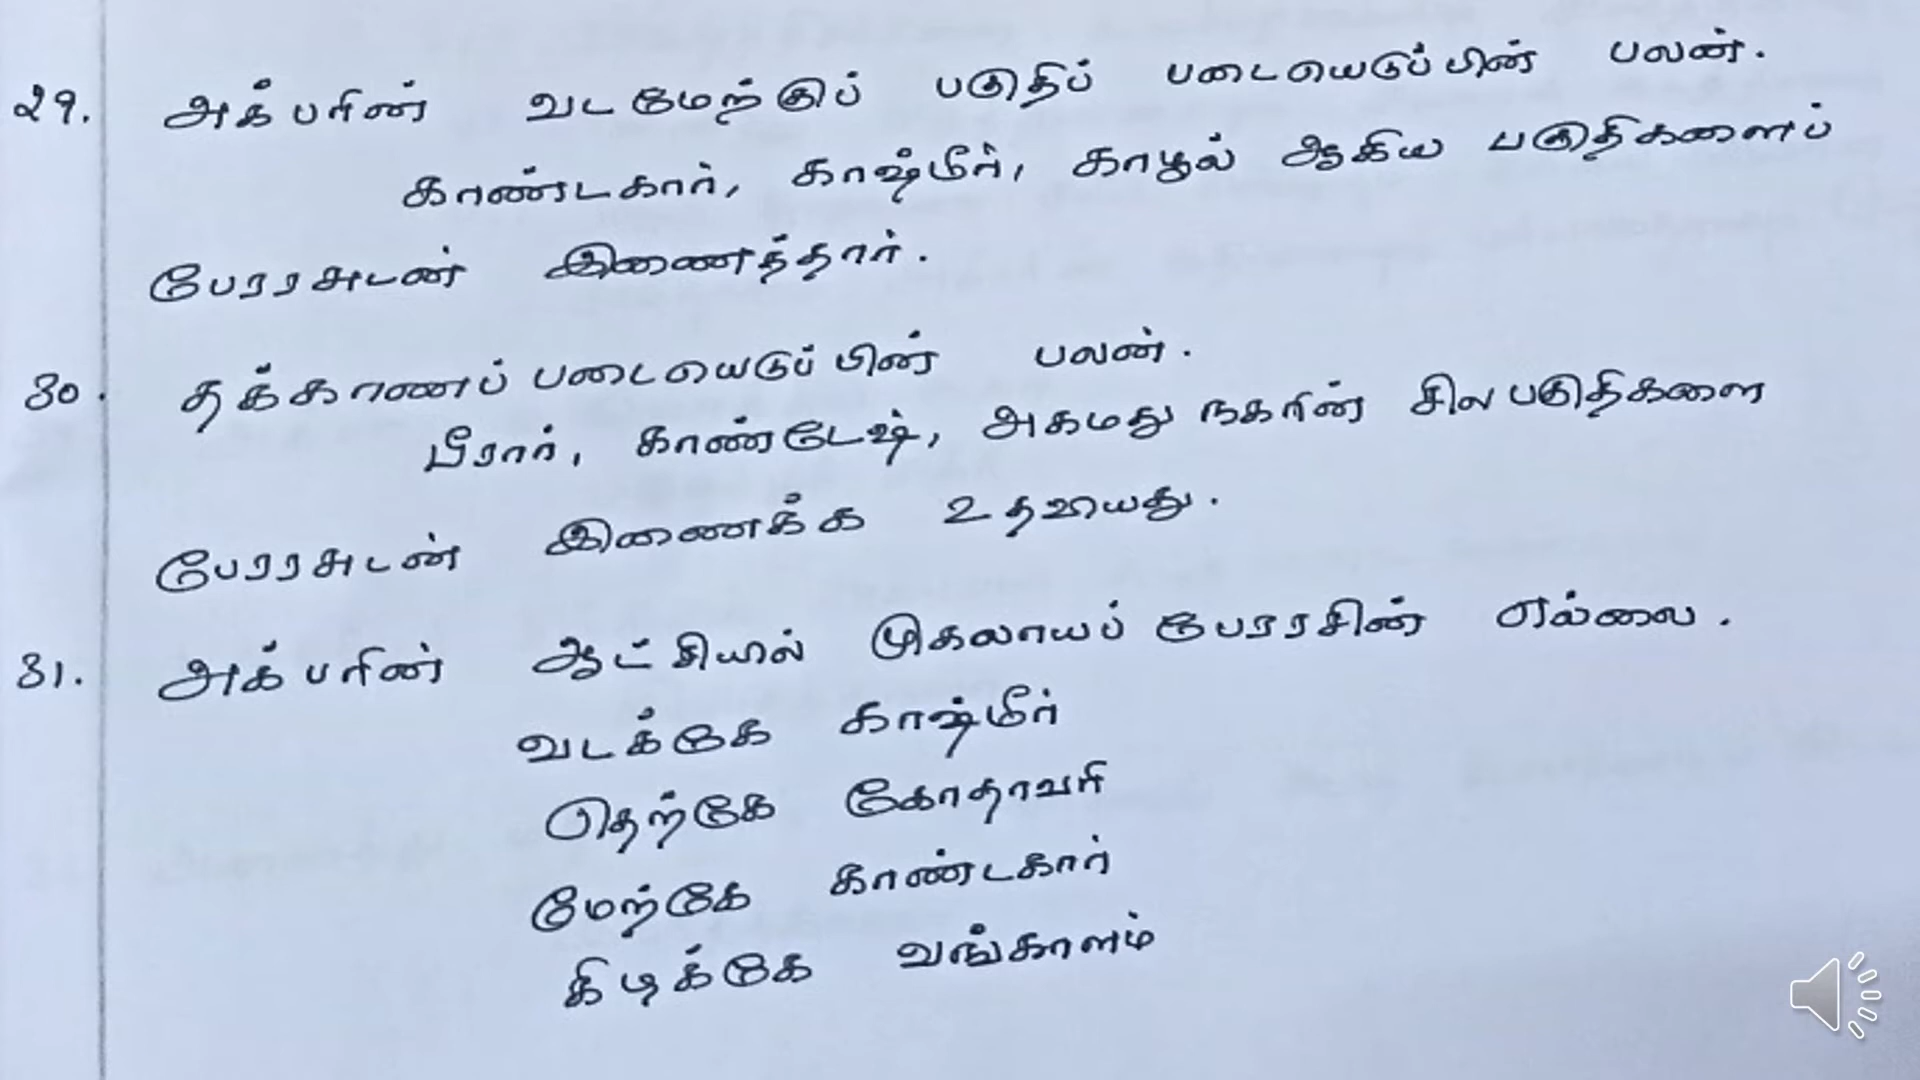 29. அக்பரின் வடமேற்குப் பகுதிப் படையெடுப்பின் பலன்.
காண்டகார், காஷ்மீர், காபூல் ஆகிய பகுதிகளைப்
பேரரசுடன் இணைத்தார்.
30. தக்காணப் படையெடுப்பின் பலன்.
பீரார், காண்டேஷ், அகமது நகரின் சில பகுதிகளை
பேரரசுடன் இணைக்க உதவியது.
31. அக்பரின் ஆட்சியில் முகலாயப் பேரரசின் எல்லை.
வடக்கே காஷ்மீர்
தெற்கே கோதாவரி
மேற்கே காண்டகார்
கிழக்கே வங்காளம்